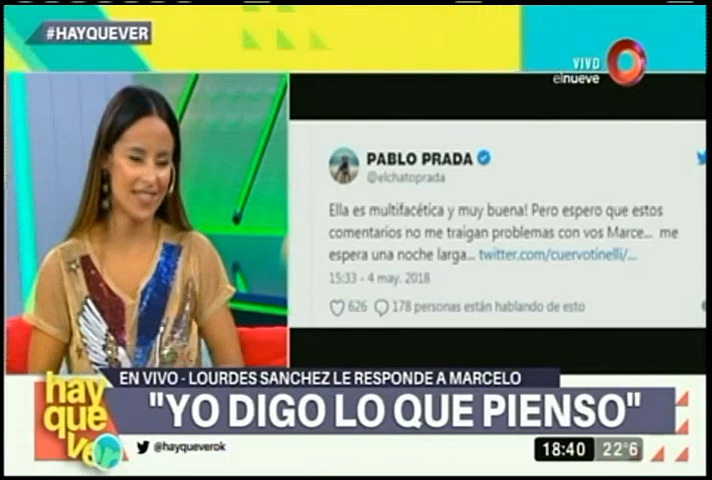 #HAYQUEVER
VIVO
elnueve
PABLO PRADA
@elchatoprada
Ella es multifacética y muy buena! Pero espero que estos
comentarios no me traigan problemas con vos Marce... me
espera una noche larga... twitter.com/cuervotinelli/...
15:33 - 4 may. 2018
626 178 personas están hablando de esto
EN VIVO - LOURDES SANCHEZ LE RESPONDE A MARCELO
"YO DIGO LO QUE PIENSO"
hay
que
ver
@hayqueverok
18:40 22°6